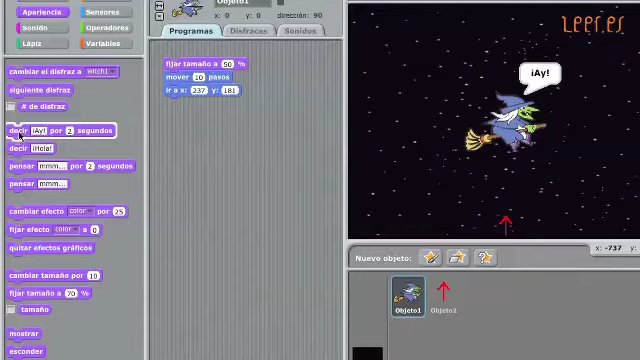 Apariencia
Sensores
Sonido
Operadores
Lápiz
Variables
Objeto1
x: 0 y: 0 dirección: 90
Programas Disfraces Sonidos
Leer.es
cambiar el disfraz a witch1
siguiente disfraz
# de disfraz
decir ¡Ay! por 2 segundos
decir ¡Hola!
pensar mmm... por 2 segundos
pensar mmm...
cambiar efecto color por 25
fijar efecto color a 0
quitar efectos gráficos
cambiar tamaño por 10
fijar tamaño a 70 %
tamaño
mostrar
esconder
fijar tamaño a 50 %
mover 10 pasos
ir a x: 237 y: 181
¡Ay!
x: -737
Nuevo objeto:
Objeto1
Objeto2